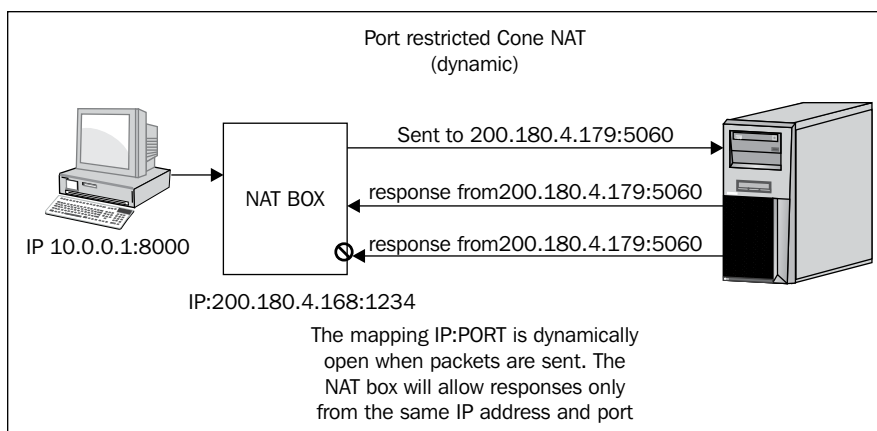 Port restricted Cone NAT
(dynamic)
Sent to 200.180.4.179:5060
NAT BOX
response from200.180.4.179:5060
IP 10.0.0.1:8000
response from200.180.4.179:5060
IP:200.180.4.168:1234
The mapping IP:PORT is dynamically
open when packets are sent. The
NAT box will allow responses only
from the same IP address and port